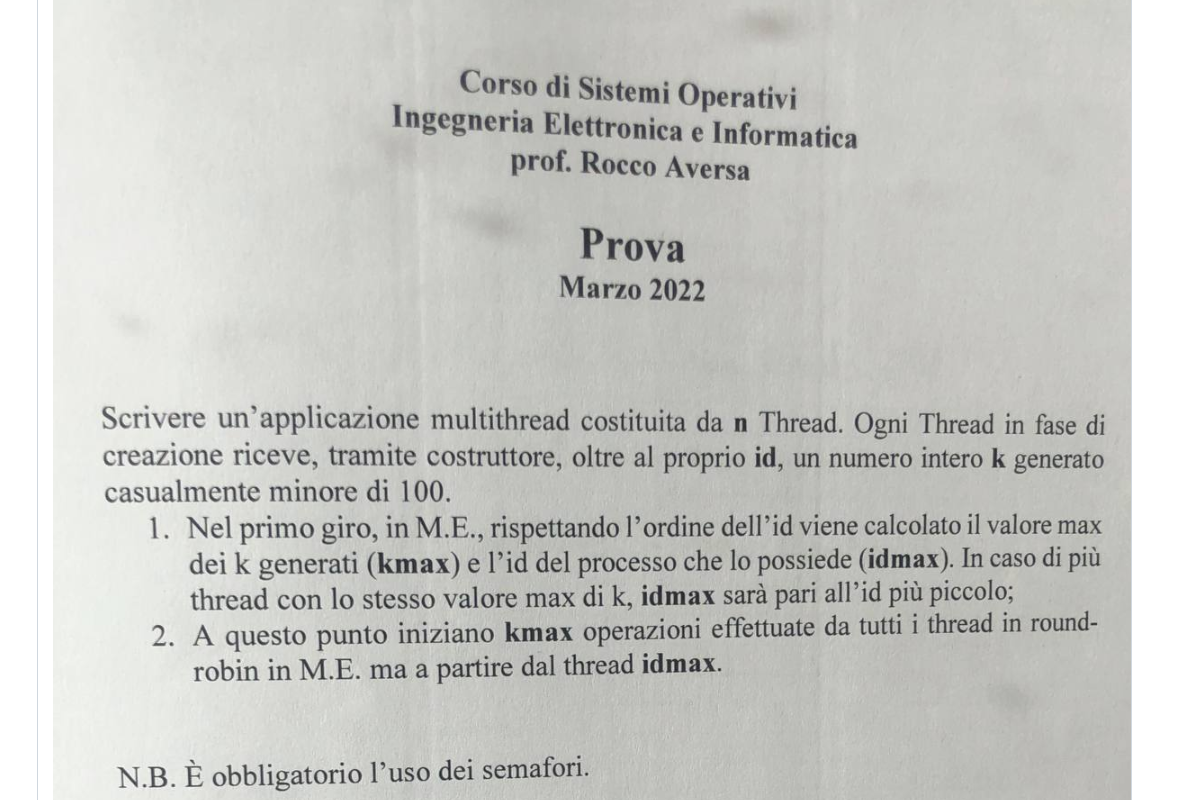 Corso di Sistemi Operativi
Ingegneria Elettronica e Informatica
prof. Rocco Aversa
Prova
Marzo 2022
Scrivere un’applicazione multithread costituita da n Thread. Ogni Thread in fase di
creazione riceve, tramite costruttore, oltre al proprio id, un numero intero k generato
casualmente minore di 100.
1. Nel primo giro, in M.E., rispettando l’ordine dell’id viene calcolato il valore max
dei k generati (kmax) e l’id del processo che lo possiede (idmax). In caso di più
thread con lo stesso valore max di k, idmax sarà pari all’id più piccolo;
2. A questo punto iniziano kmax operazioni effettuate da tutti i thread in round-
robin in M.E. ma a partire dal thread idmax.
N.B. È obbligatorio l’uso dei semafori.